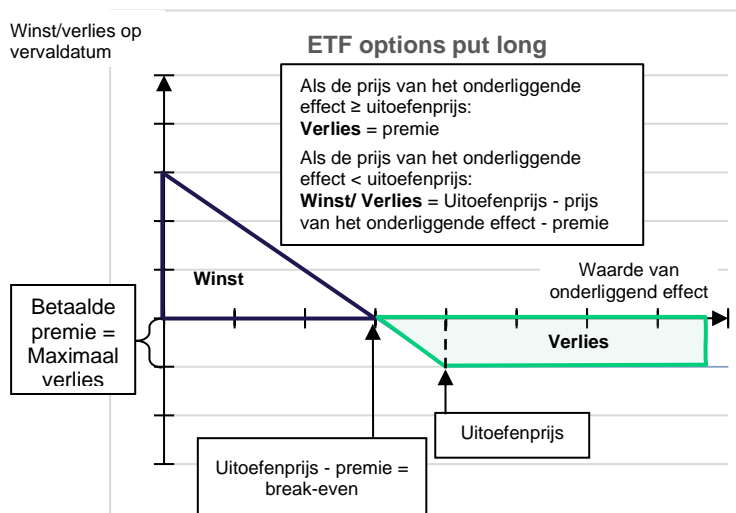 Winst/verlies op
vervaldatum
ETF options put long
Als de prijs van het onderliggende
effect ≥ uitoefenprijs:
Verlies = premie
Als de prijs van het onderliggende
effect < uitoefenprijs:
Winst/ Verlies = Uitoefenprijs - prijs
van het onderliggende effect - premie
Winst
Waarde van
onderliggend effect
Betaalde
premie =
Maximaal
verlies
Verlies
Uitoefenprijs
Uitoefenprijs - premie =
break-even